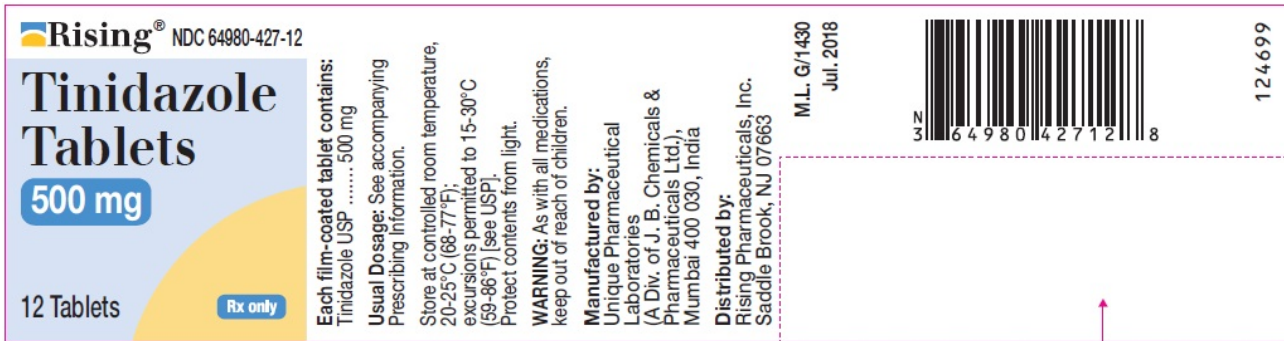 Rising® NDC 64980-427-12
Tinidazole
Tablets
500 mg
12 Tablets
Rx only
Each film-coated tablet contains:
Tinidazole USP ....... 500 mg
Usual Dosage: See accompanying
Prescribing Information.
Store at controlled room temperature,
20-25°C (68-77°F);
excursions permitted to 15-30°C
(59-86°F) [see USP].
Protect contents from light.
WARNING: As with all medications,
keep out of reach of children.
Manufactured by:
Unique Pharmaceutical
Laboratories
(A Div. of J. B. Chemicals &
Pharmaceuticals Ltd.),
Mumbai 400 030, India
Distributed by:
Rising Pharmaceuticals, Inc.
Saddle Brook, NJ 07663
M.L. G/1430
Jul. 2018
N
3 64980 42712 8
124699